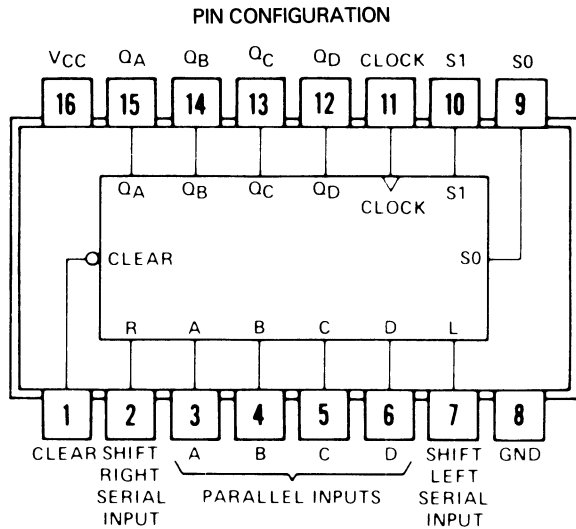 PIN CONFIGURATION
VCC QA QB QC QD CLOCK S1 S0
16 15 14 13 12 11 10 9
QA QB QC QD S1
CLOCK
CLEAR S0
R A B C D L
1 2 3 4 5 6 7 8
CLEAR SHIFT A B C D SHIFT GND
RIGHT LEFT
SERIAL PARALLEL INPUTS SERIAL
INPUT INPUT